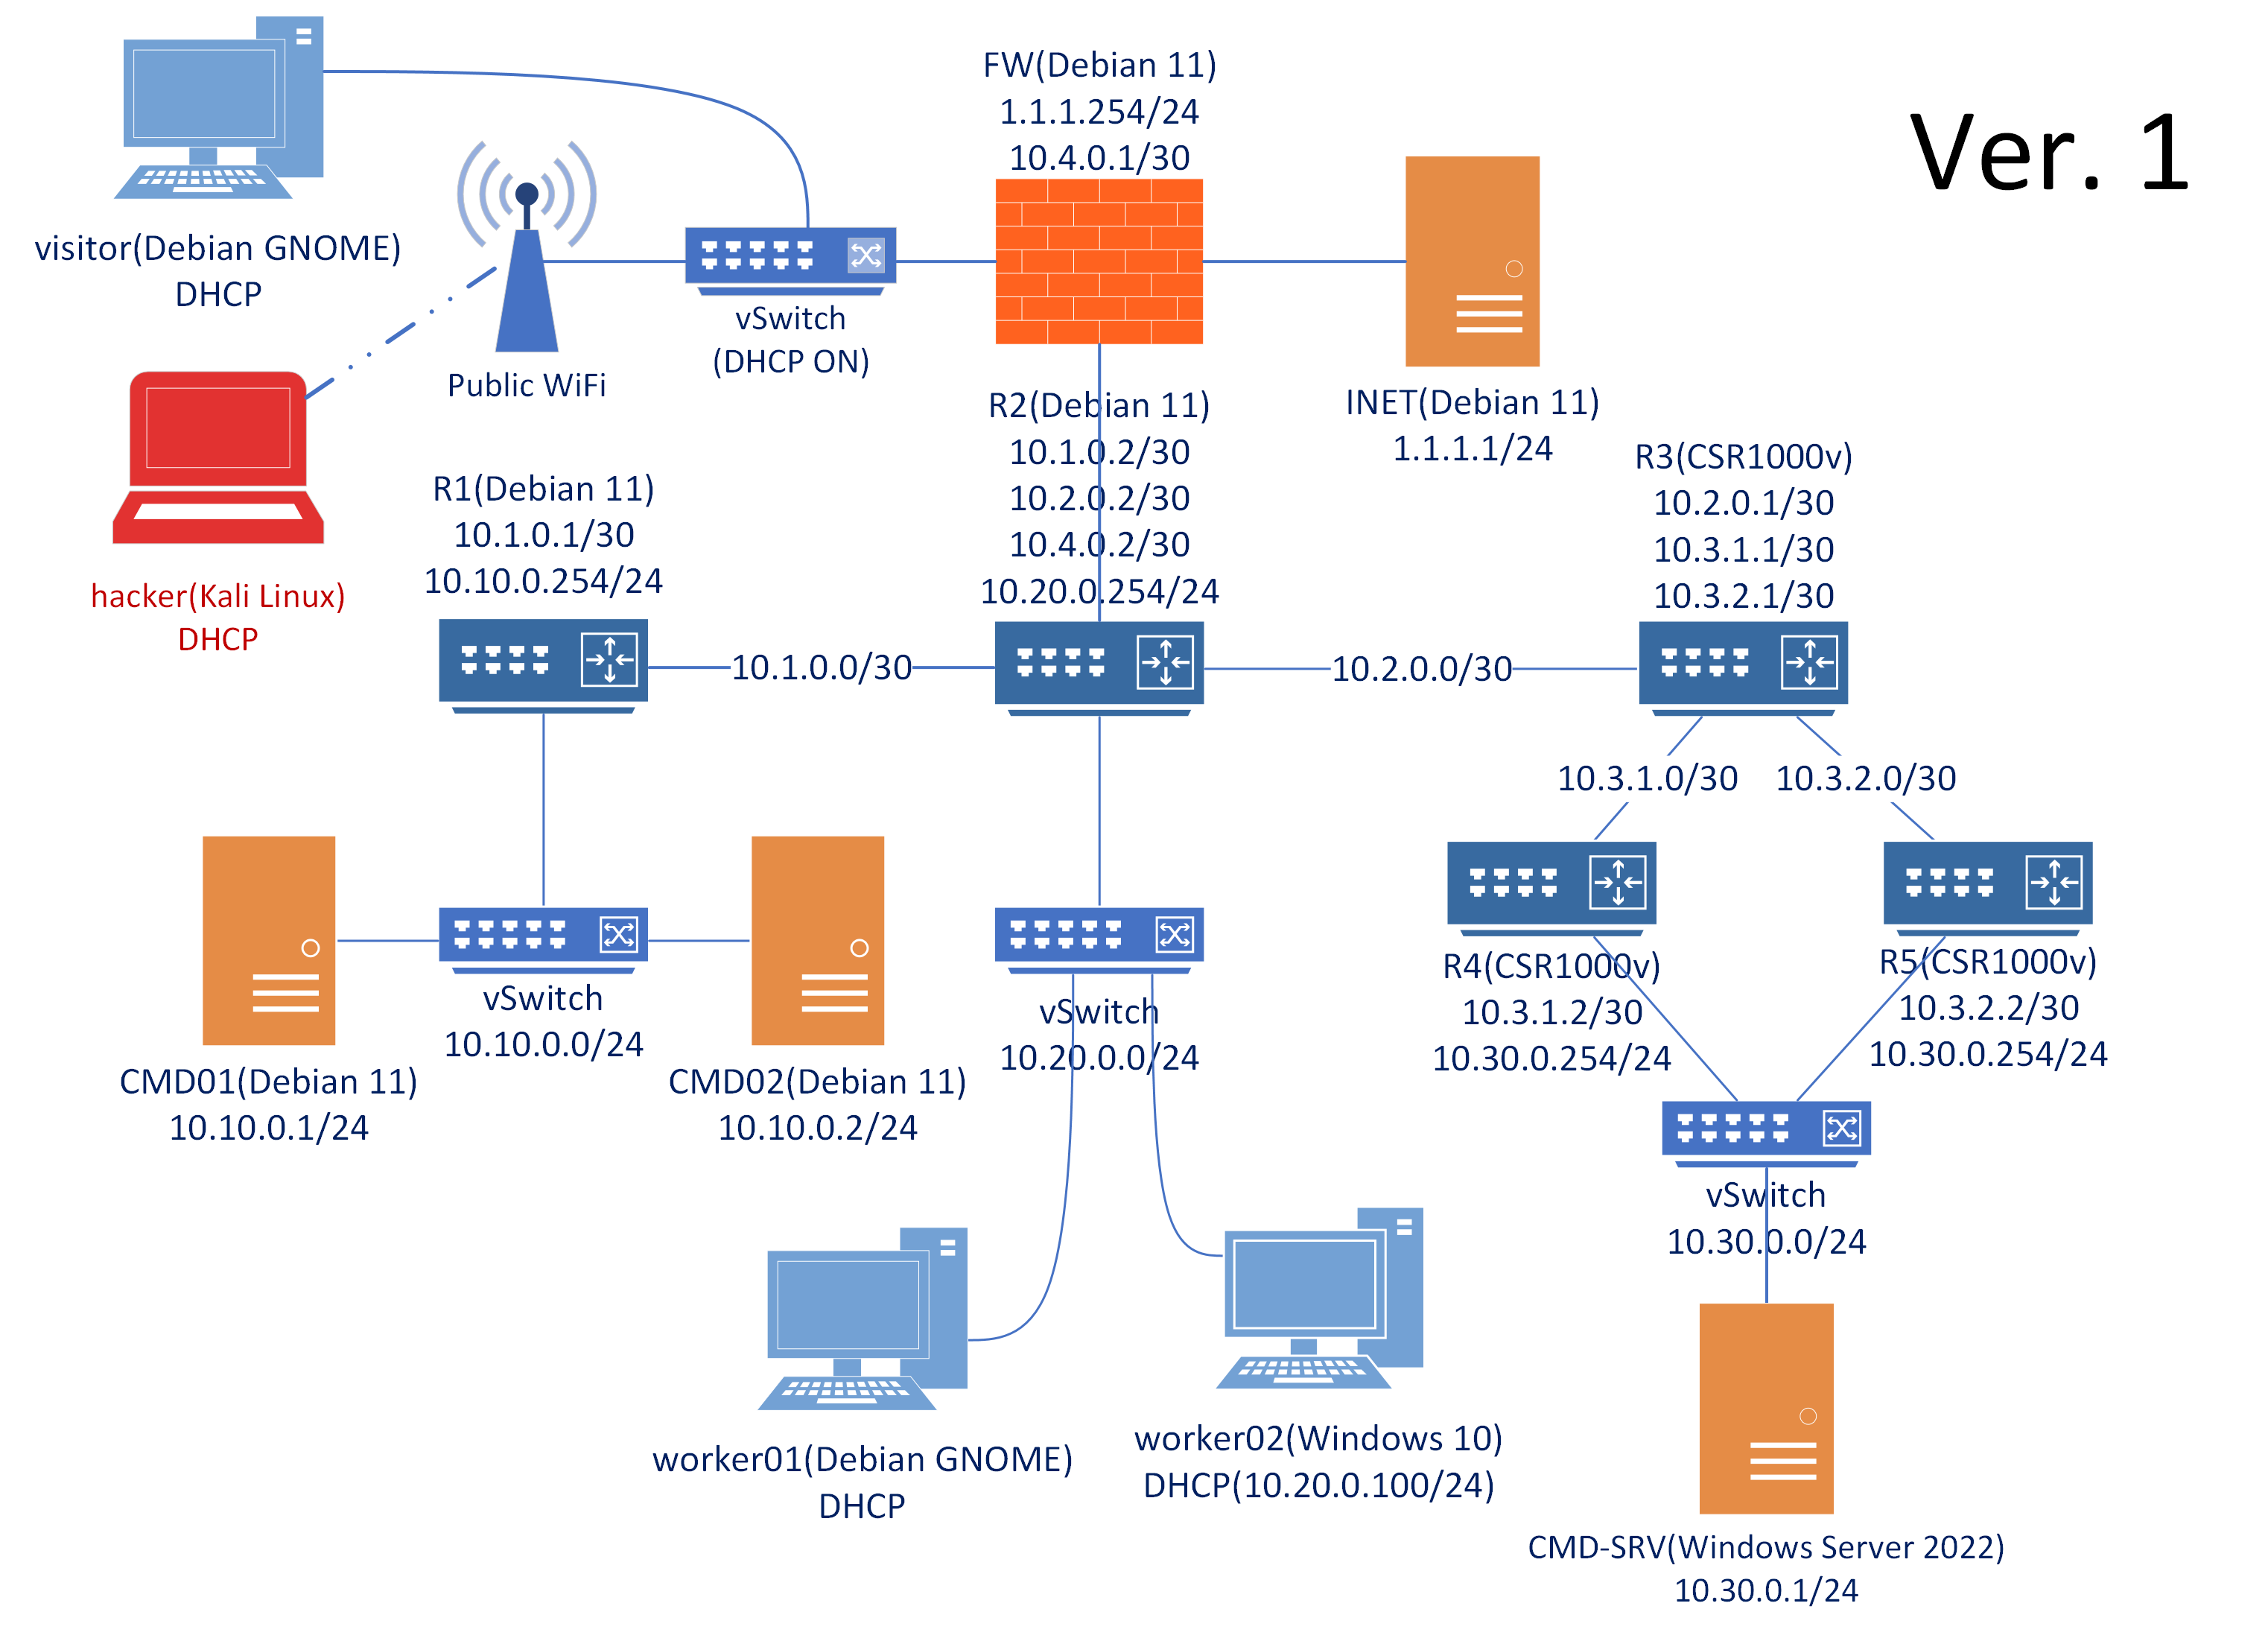 Ver. 1
FW(Debian 11)
1.1.1.254/24
10.4.0.1/30
visitor(Debian GNOME)
DHCP
vSwitch
(DHCP ON)
Public WiFi
INET(Debian 11)
1.1.1.1/24
hacker(Kali Linux)
DHCP
R1(Debian 11)
10.1.0.1/30
10.10.0.254/24
R2(Debian 11)
10.1.0.2/30
10.2.0.2/30
10.4.0.2/30
10.20.0.254/24
R3(CSR1000v)
10.2.0.1/30
10.3.1.1/30
10.3.2.1/30
10.1.0.0/30
10.2.0.0/30
10.3.1.0/30
10.3.2.0/30
CMD01(Debian 11)
10.10.0.1/24
vSwitch
10.10.0.0/24
CMD02(Debian 11)
10.10.0.2/24
vSwitch
10.20.0.0/24
R4(CSR1000v)
10.3.1.2/30
10.30.0.254/24
R5(CSR1000v)
10.3.2.2/30
10.30.0.254/24
vSwitch
10.30.0.0/24
worker01(Debian GNOME)
DHCP
worker02(Windows 10)
DHCP(10.20.0.100/24)
CMD-SRV(Windows Server 2022)
10.30.0.1/24